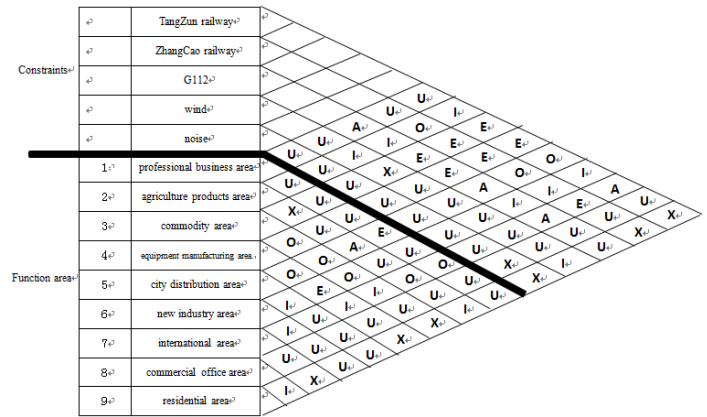 TangZun railway
ZhangCao railway
Constraints
G112
wind
noise
1 professional business area
2 agriculture products area
3 commodity area
4 equipment manufacturing area
Function area
5 city distribution area
6 new industry area
7 international area
8 commercial office area
9 residential area
U
U I
A O E
U I E E
U I E E O
U X E O I
U U U A I A
U U U I E U
X U U U A U X
U E U U U X
O A U U X U
O U O X I
O O O U X
E I U U
I I U I
U U X
I U X
U U
U U
X
I